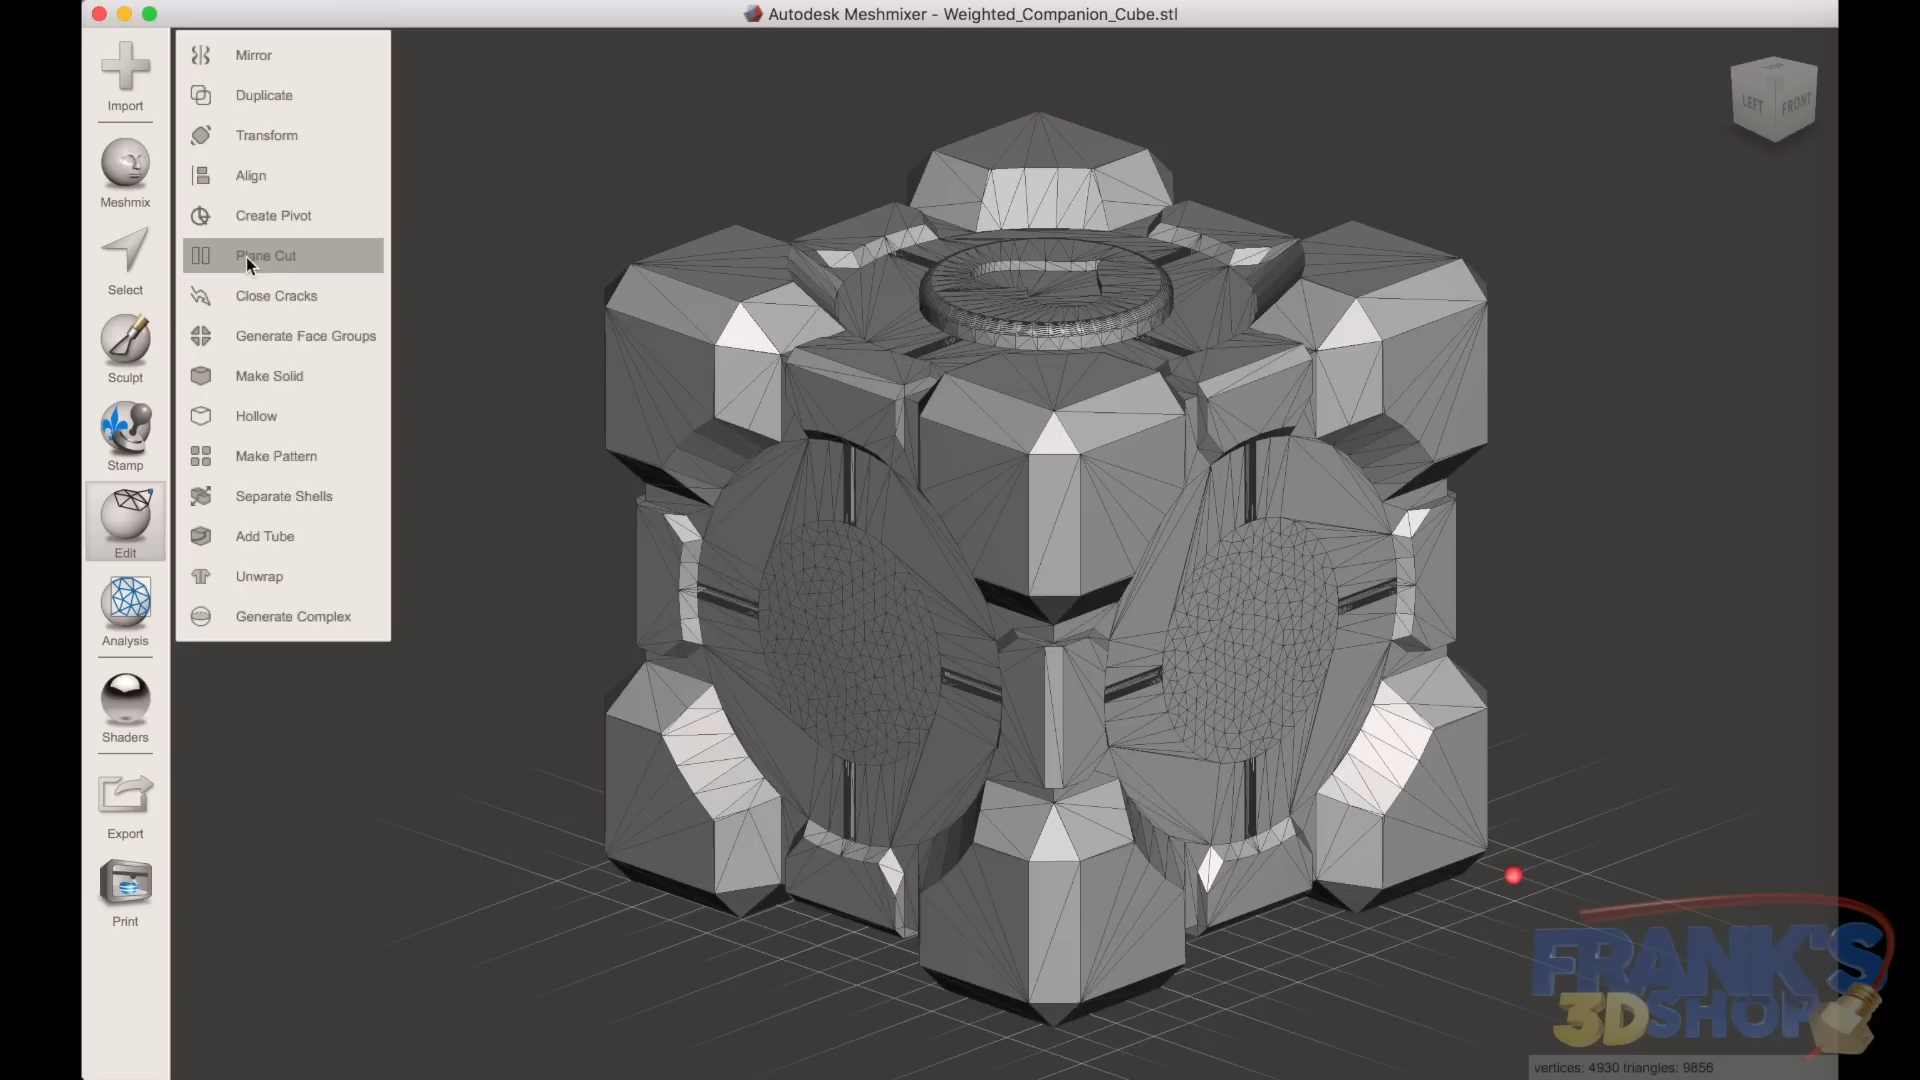 Autodesk Meshmixer - Weighted_Companion_Cube.stl
Import
Meshmix
Select
Sculpt
Stamp
Edit
Analysis
Shaders
Export
Print
Mirror
Duplicate
Transform
Align
Create Pivot
Plane Cut
Close Cracks
Generate Face Groups
Make Solid
Hollow
Make Pattern
Separate Shells
Add Tube
Unwrap
Generate Complex
TOP
LEFT
FRONT
FRANK'S
3DSHOP
vertices: 4930 triangles: 9856